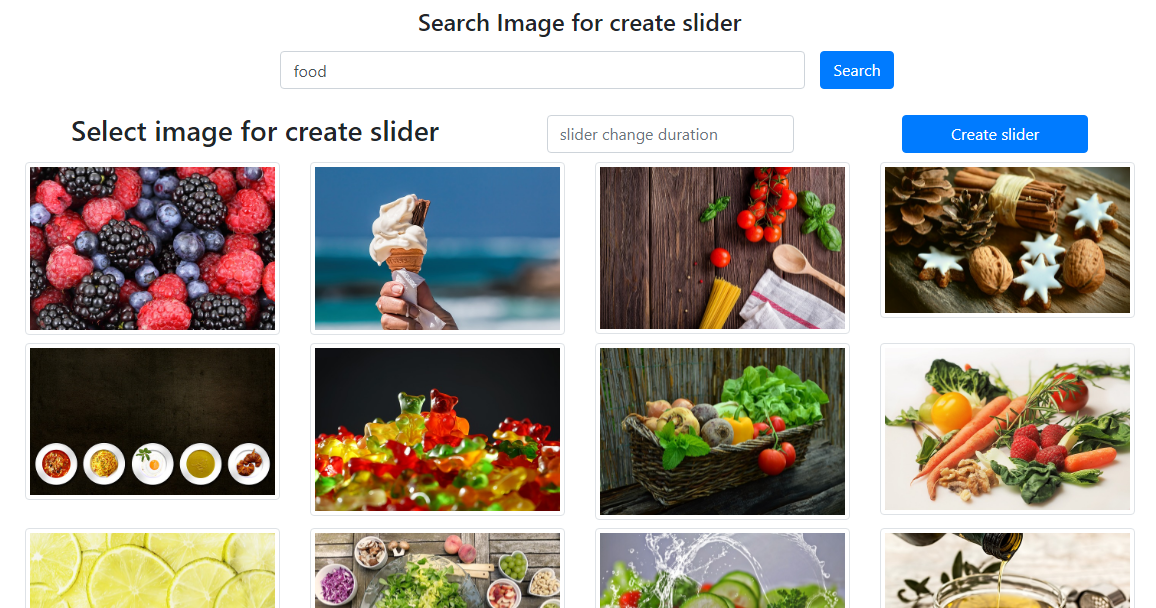 Search Image for create slider
food
Search
Select image for create slider
slider change duration
Create slider